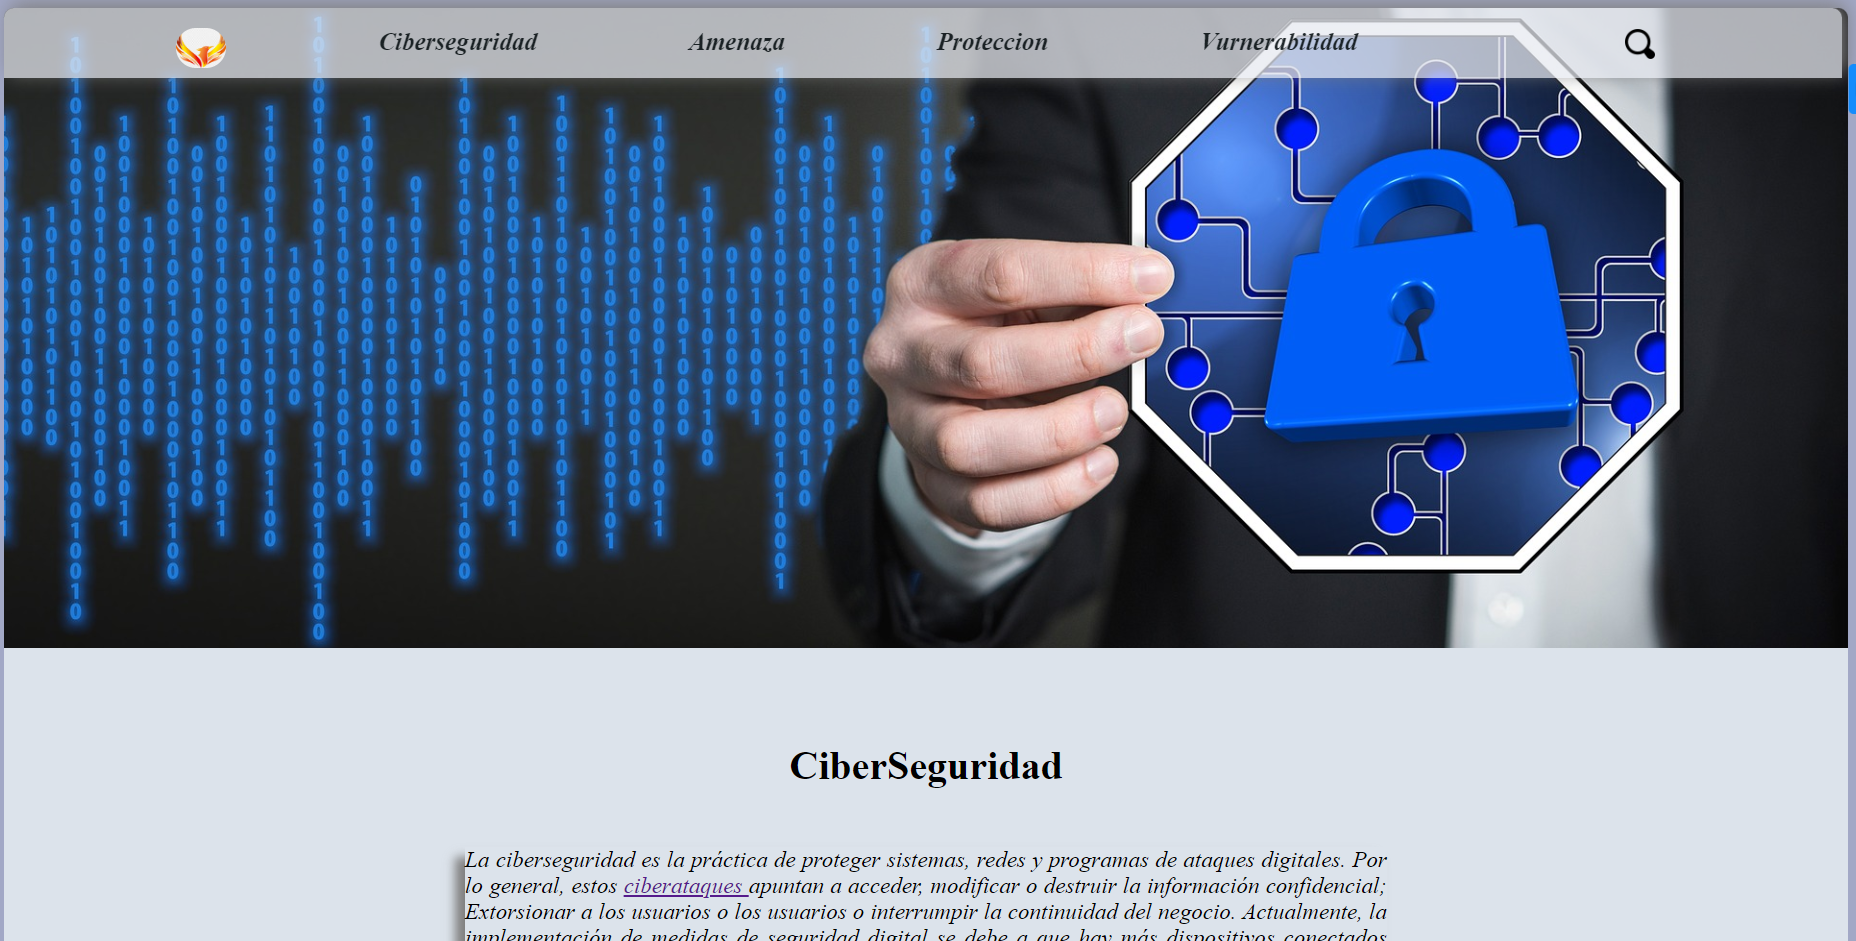 Ciberseguridad Amenaza Proteccion Vurnerabilidad
CiberSeguridad
La ciberseguridad es la práctica de proteger sistemas, redes y programas de ataques digitales. Por
lo general, estos ciberataques apuntan a acceder, modificar o destruir la información confidencial;
Extorsionar a los usuarios o los usuarios o interrumpir la continuidad del negocio. Actualmente, la
implementación de medidas de seguridad digital se debe a que hay más dispositivos conectados